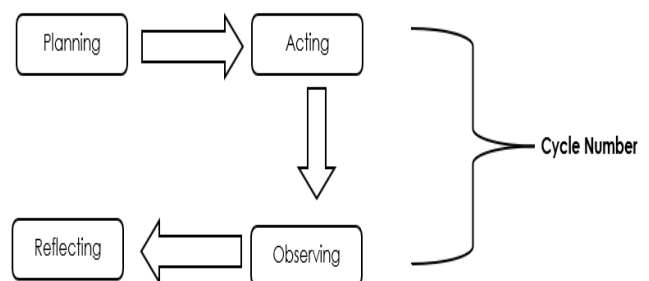 Planning
Acting
Cycle Number
Reflecting
Observing